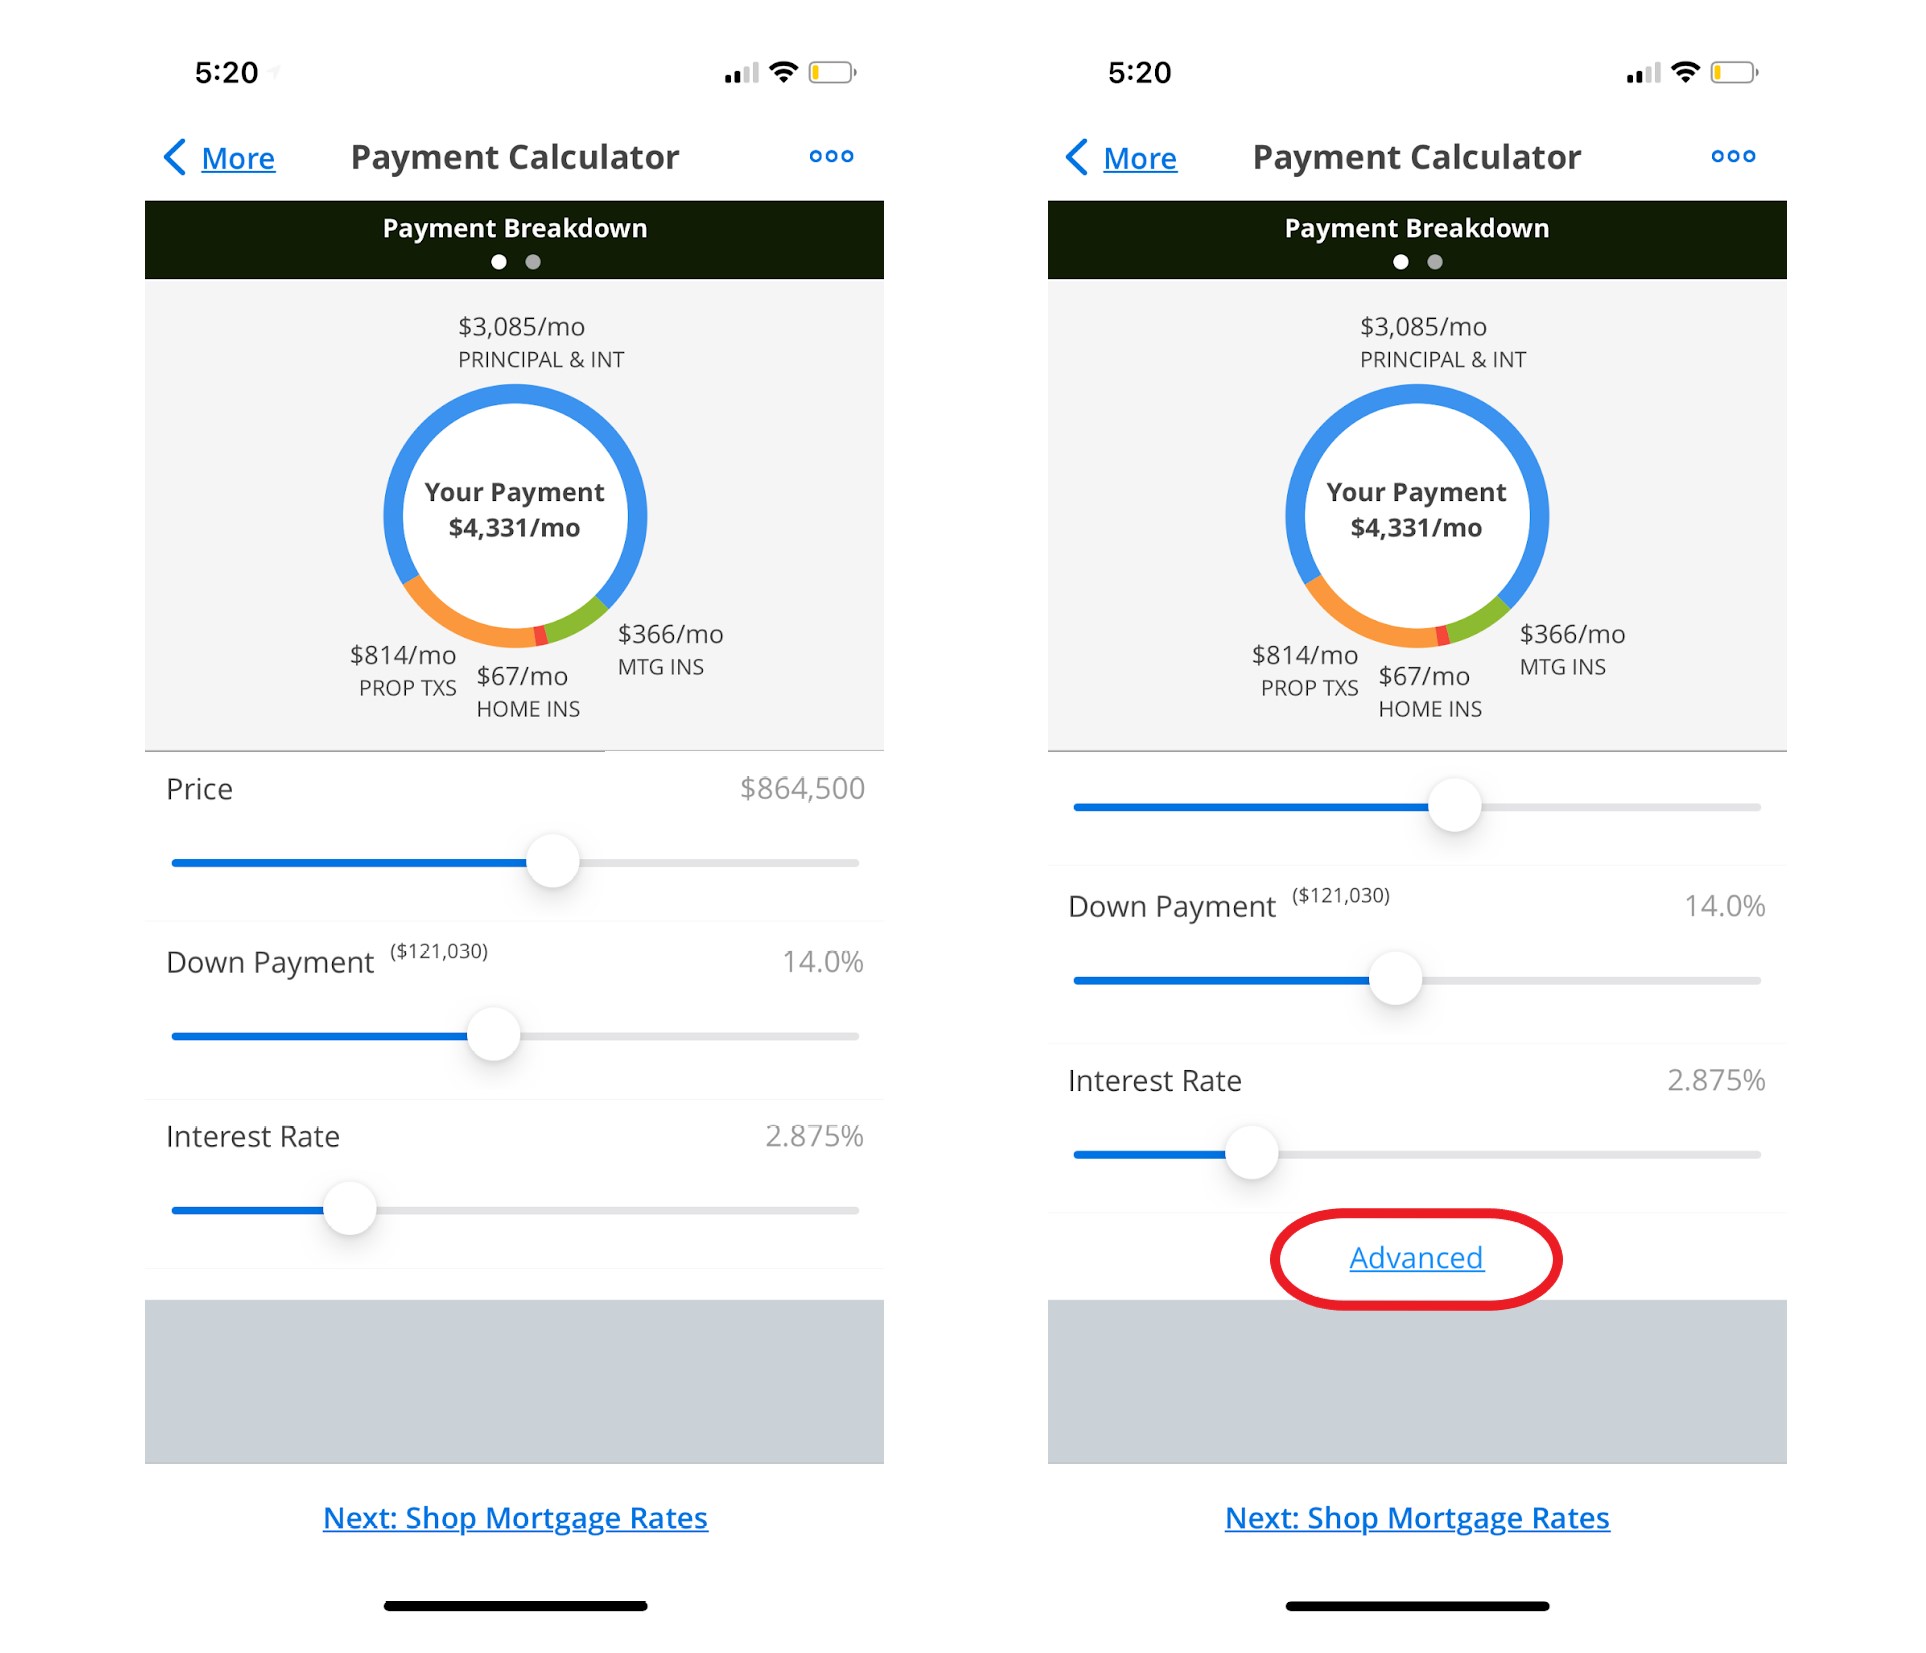 5:20
More
Payment Calculator
Payment Breakdown
$3,085/mo
PRINCIPAL & INT
Your Payment
$4,331/mo
$366/mo
MTG INS
$814/mo
PROP TXS
$67/mo
HOME INS
Price
$864,500
Down Payment ($121,030)
14.0%
Interest Rate
2.875%
Next: Shop Mortgage Rates
5:20
More
Payment Calculator
Payment Breakdown
$3,085/mo
PRINCIPAL & INT
Your Payment
$4,331/mo
$366/mo
MTG INS
$814/mo
PROP TXS
$67/mo
HOME INS
Down Payment ($121,030)
14.0%
Interest Rate
2.875%
Advanced
Next: Shop Mortgage Rates